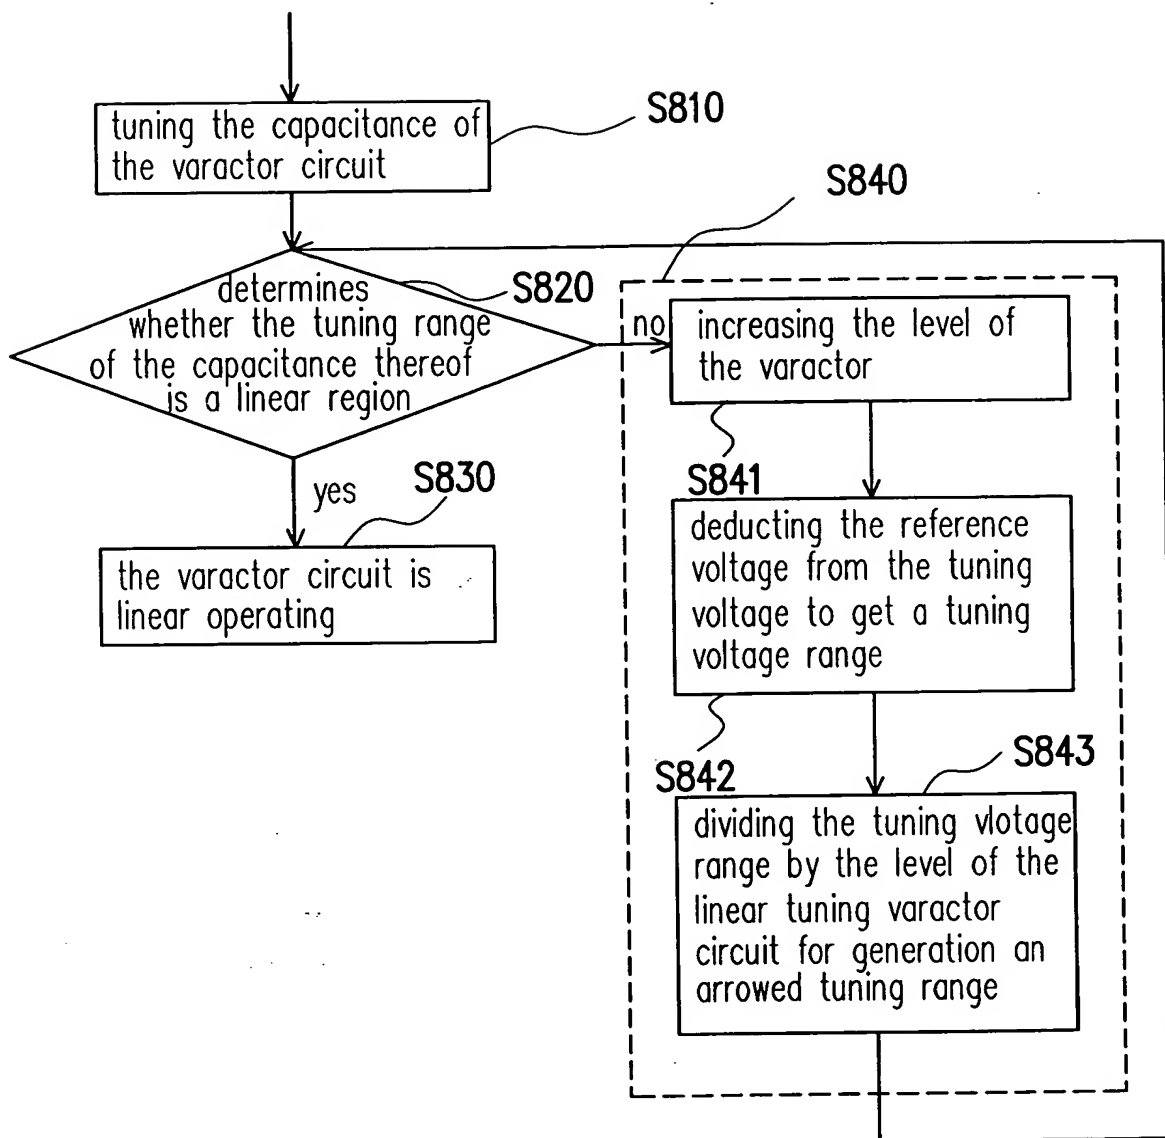 S810
tuning the capacitance of
the varactor circuit
S840
S820
determines
whether the tuning range
of the capacitance thereof
is a linear region
no
increasing the level of
the varactor
S841
yes
S830
the varactor circuit is
linear operating
deducting the reference
voltage from the tuning
voltage to get a tuning
voltage range
S842
S843
dividing the tuning vlotage
range by the level of the
linear tuning varactor
circuit for generation an
arrowed tuning range